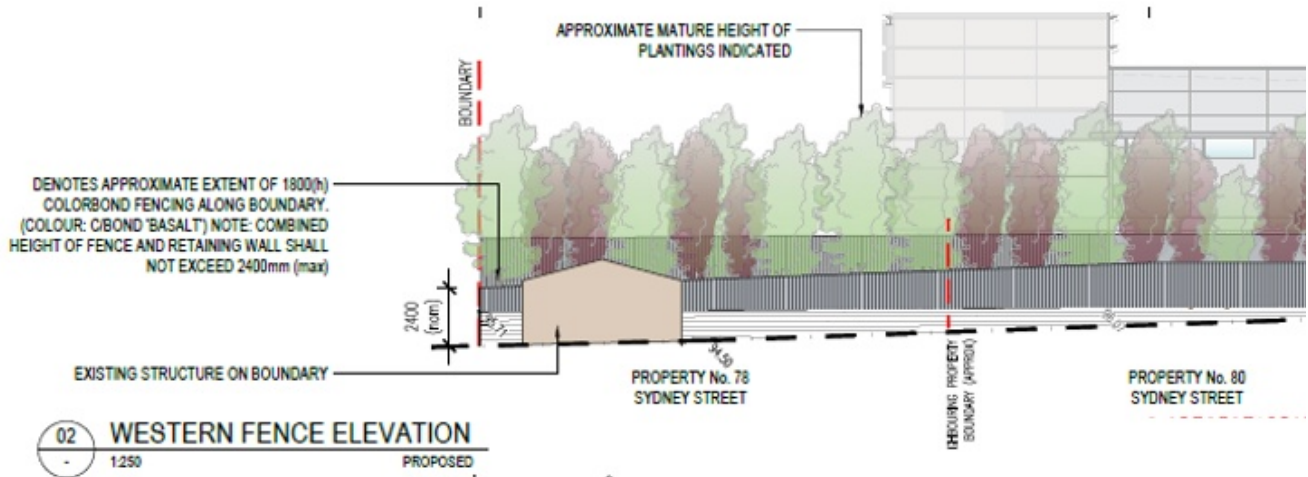 APPROXIMATE MATURE HEIGHT OF
PLANTINGS INDICATED
BOUNDARY
DENOTES APPROXIMATE EXTENT OF 1800(h)
COLORBOND FENCING ALONG BOUNDARY.
(COLOUR: C/BOND 'BASALT') NOTE: COMBINED
HEIGHT OF FENCE AND RETAINING WALL SHALL
NOT EXCEED 2400mm (max)
2400
(nom)
94.50
EXISTING STRUCTURE ON BOUNDARY
PROPERTY No. 78
SYDNEY STREET
PROPERTY
BOUNDARY (APPROX)
PROPERTY No. 80
SYDNEY STREET
02
-
WESTERN FENCE ELEVATION
1:250
PROPOSED